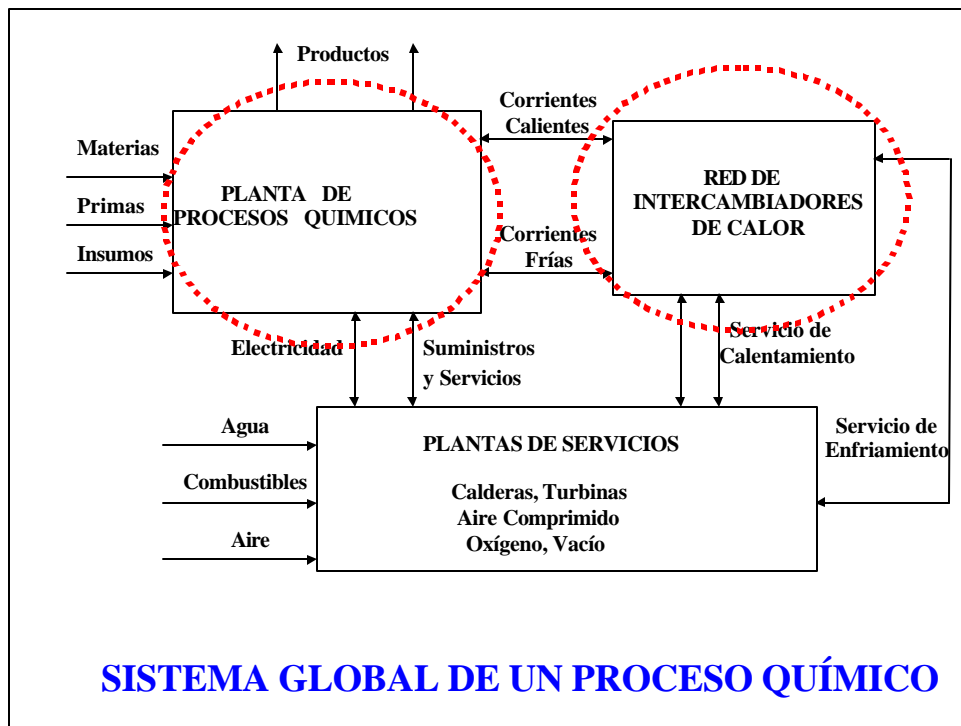 Productos
Corrientes
Calientes
Materias
Primas
Insumos
PLANTA DE
PROCESOS QUIMICOS
RED DE
INTERCAMBIADORES
DE CALOR
Corrientes
Frías
Electricidad
Suministros
y Servicios
Servicio de
Calentamiento
Servicio de
Enfriamiento
Agua
Combustibles
Aire
PLANTAS DE SERVICIOS
Calderas, Turbinas
Aire Comprimido
Oxígeno, Vacío
SISTEMA GLOBAL DE UN PROCESO QUÍMICO